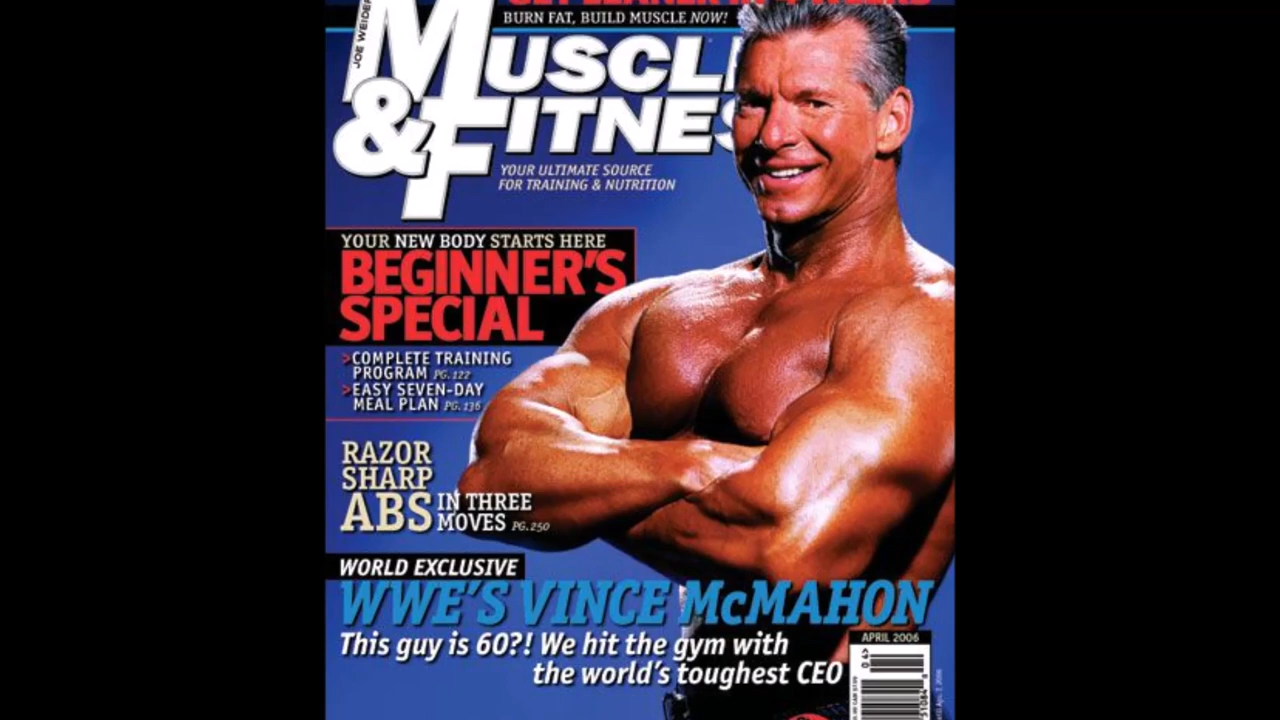 BURN FAT, BUILD MUSCLE NOW!
JOE WEIDER
MUSCL
&FITNES
YOUR ULTIMATE SOURCE
FOR TRAINING & NUTRITION
YOUR NEW BODY STARTS HERE
BEGINNER'S
SPECIAL
>COMPLETE TRAINING
PROGRAM PG. 122
>EASY SEVEN-DAY
MEAL PLAN PG. 136
RAZOR
SHARP
ABS IN THREE
MOVES PG. 250
WORLD EXCLUSIVE
WWE'S VINCE McMAHON
This guy is 60?! We hit the gym with
the world's toughest CEO
APRIL 2006
04>